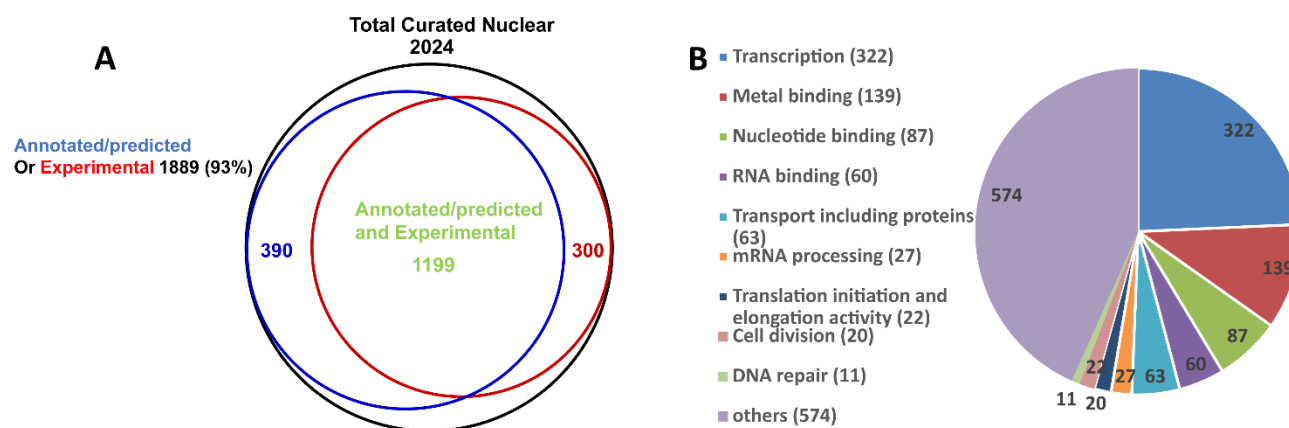 A
Total Curated Nuclear
2024
Annotated/predicted
Or Experimental 1889 (93%)
Annotated/predicted
and Experimental
1199
390
300
B
Transcription (322)
Metal binding (139)
Nucleotide binding (87)
RNA binding (60)
Transport including proteins
(63)
mRNA processing (27)
Translation initiation and
elongation activity (22)
Cell division (20)
DNA repair (11)
others (574)
322
139
87
60
63
27
20
22
11
574